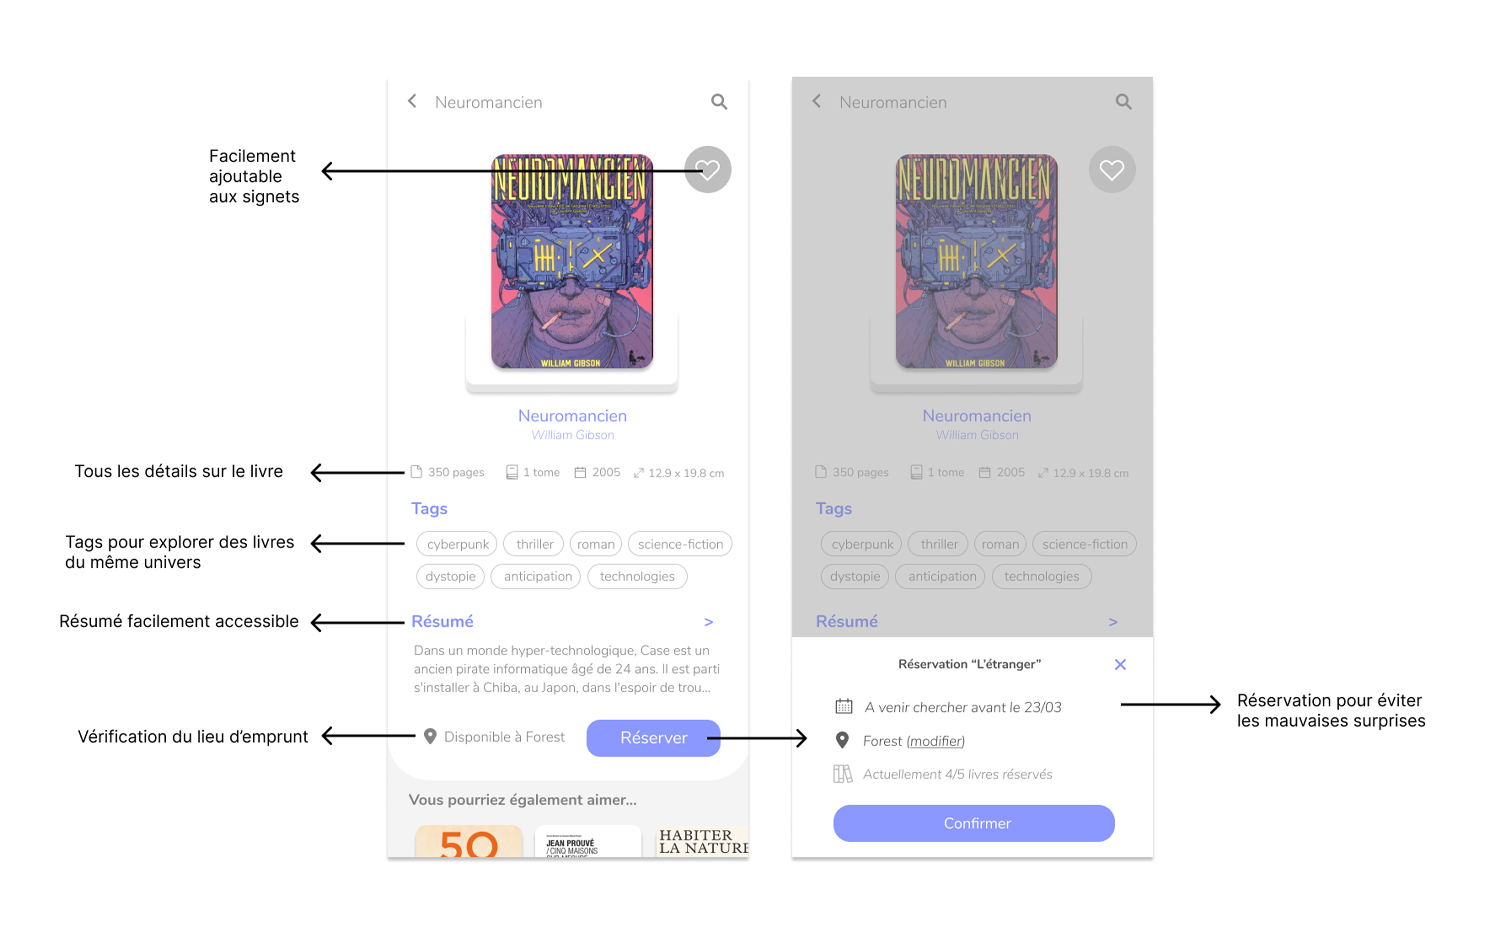 Neuromancien
Facilement
ajoutable
aux signets
NEUROMANCIEN
WILLIAM GIBSON
Neuromancien
William Gibson
Tous les détails sur le livre
350 pages
1 tome
2005
12.9 x 19.8 cm
Tags
Tags pour explorer des livres
du même univers
cyberpunk
thriller
roman
science-fiction
dystopie
anticipation
technologies
Résumé facilement accessible
Résumé
>
Dans un monde hyper-technologique, Case est un
ancien pirate informatique âgé de 24 ans. Il est parti
s'installer à Chiba, au Japon, dans l'espoir de trou...
Vérification du lieu d'emprunt
Disponible à Forest
Réserver
Vous pourriez également aimer...
50
JEAN PROUVÉ
/CINQ MAISONS
SUR MESURE
HABITER
LA NATURE
Neuromancien
NEUROMANCIEN
WILLIAM GIBSON
Neuromancien
William Gibson
350 pages
1 tome
2005
12.9 x 19.8 cm
Tags
cyberpunk
thriller
roman
science-fiction
dystopie
anticipation
technologies
Résumé
>
Réservation “L'étranger”
A venir chercher avant le 23/03
Forest (modifier)
Actuellement 4/5 livres réservés
Confirmer
Réservation pour éviter
les mauvaises surprises